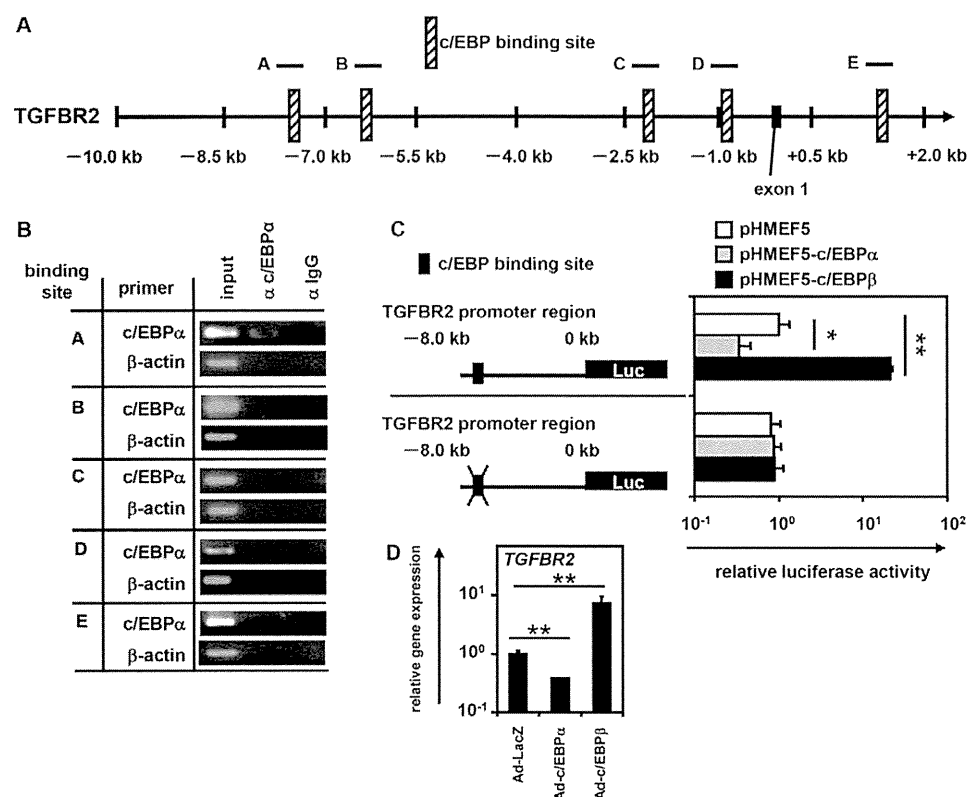 A
c/EBP binding site
A B C D E
TGFBR2
−10.0 kb −8.5 kb −7.0 kb −5.5 kb −4.0 kb −2.5 kb −1.0 kb +0.5 kb +2.0 kb
exon 1
B
binding site primer input α c/EBPα α IgG
A c/EBPα
β-actin
B c/EBPα
β-actin
C c/EBPα
β-actin
D c/EBPα
β-actin
E c/EBPα
β-actin
C
c/EBP binding site
pHMEF5
pHMEF5-c/EBPα
pHMEF5-c/EBPβ
TGFBR2 promoter region
−8.0 kb 0 kb
Luc
* **
TGFBR2 promoter region
−8.0 kb 0 kb
Luc
10-1 100 101 102
relative luciferase activity
D
TGFBR2
relative gene expression
**
**
101
100
10-1
Ad-LacZ
Ad-c/EBPα
Ad-c/EBPβ